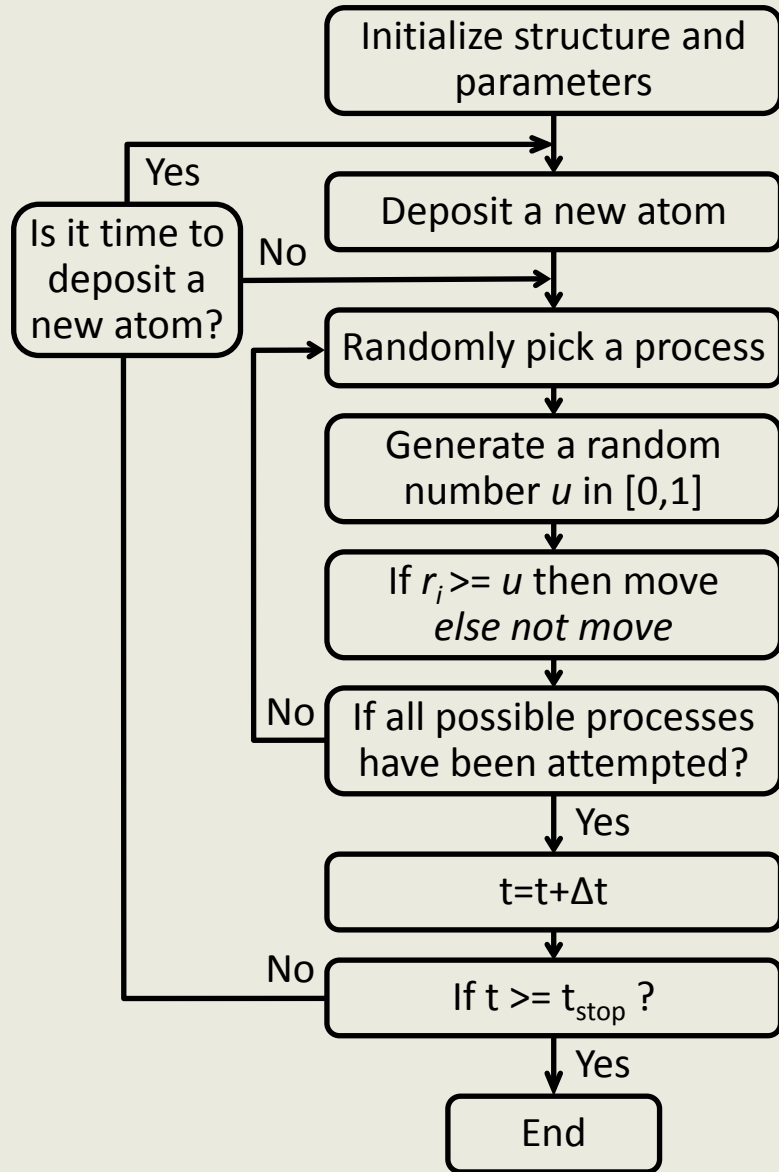 Initialize structure and
parameters
Yes
Is it time to
deposit a
new atom?
No
Deposit a new atom
Randomly pick a process
Generate a random
number u in [0,1]
If rᵢ >= u then move
else not move
No
If all possible processes
have been attempted?
Yes
t=t+Δt
No
If t >= tstop ?
Yes
End